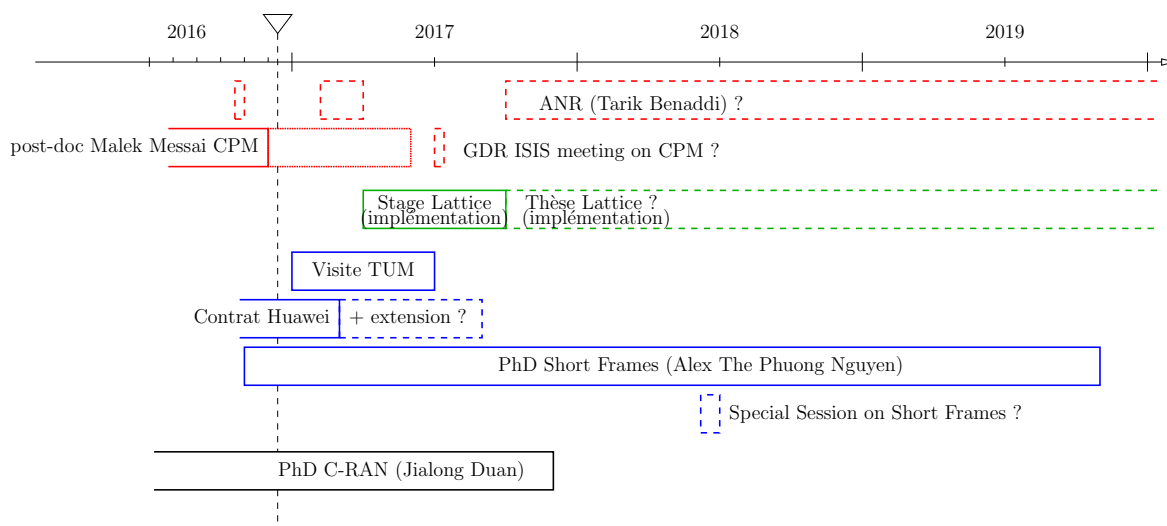 2016
2017
2018
2019
ANR (Tarik Benaddi) ?
post-doc Malek Messai CPM
GDR ISIS meeting on CPM ?
Stage Lattice
(implémentation)
Thèse Lattice ?
(implémentation)
Visite TUM
Contrat Huawei
+ extension ?
PhD Short Frames (Alex The Phuong Nguyen)
Special Session on Short Frames ?
PhD C-RAN (Jialong Duan)